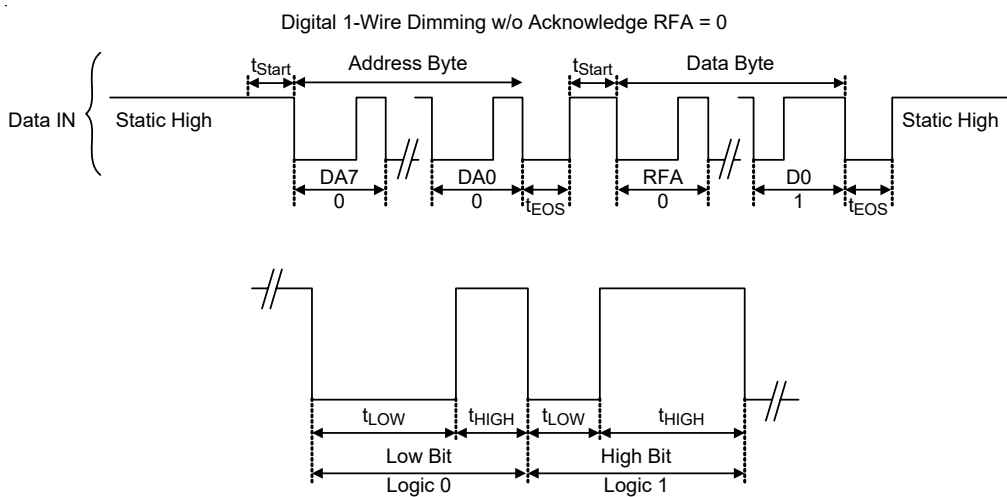 Digital 1-Wire Dimming w/o Acknowledge RFA = 0
tStart Address Byte tStart Data Byte
Data IN Static High Static High
DA7 DA0 RFA D0
0 0 tEOS 0 1 tEOS
tLOW tHIGH tLOW tHIGH
Low Bit High Bit
Logic 0 Logic 1